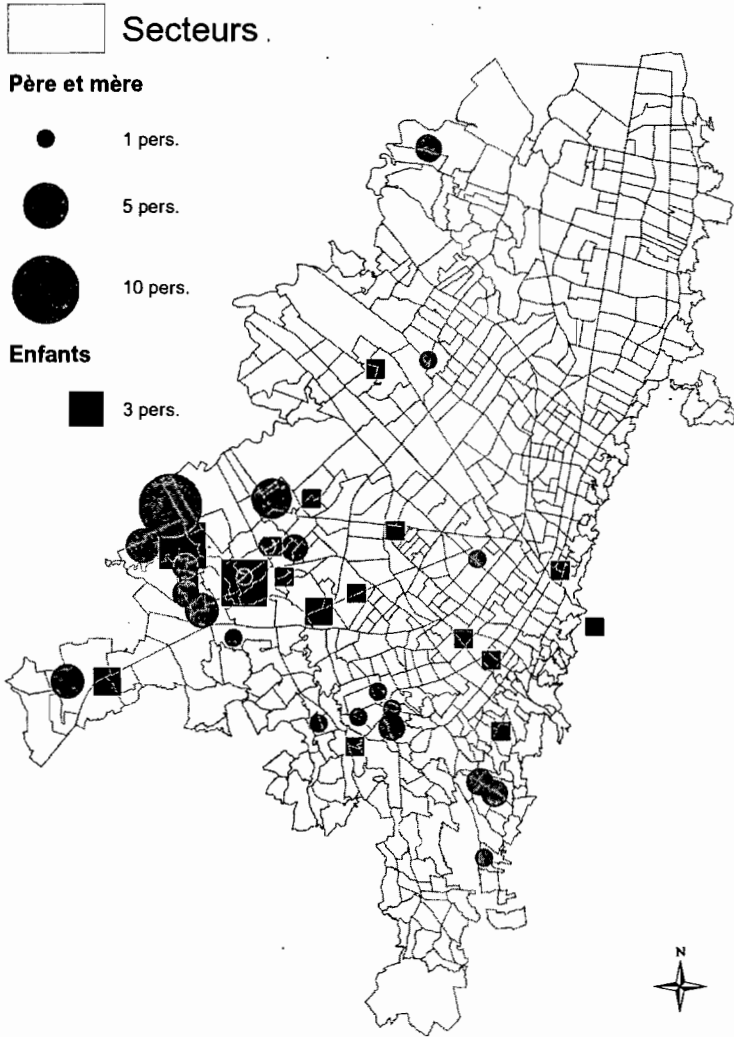 Secteurs
Père et mère
1 pers.
5 pers.
10 pers.
Enfants
3 pers.
N